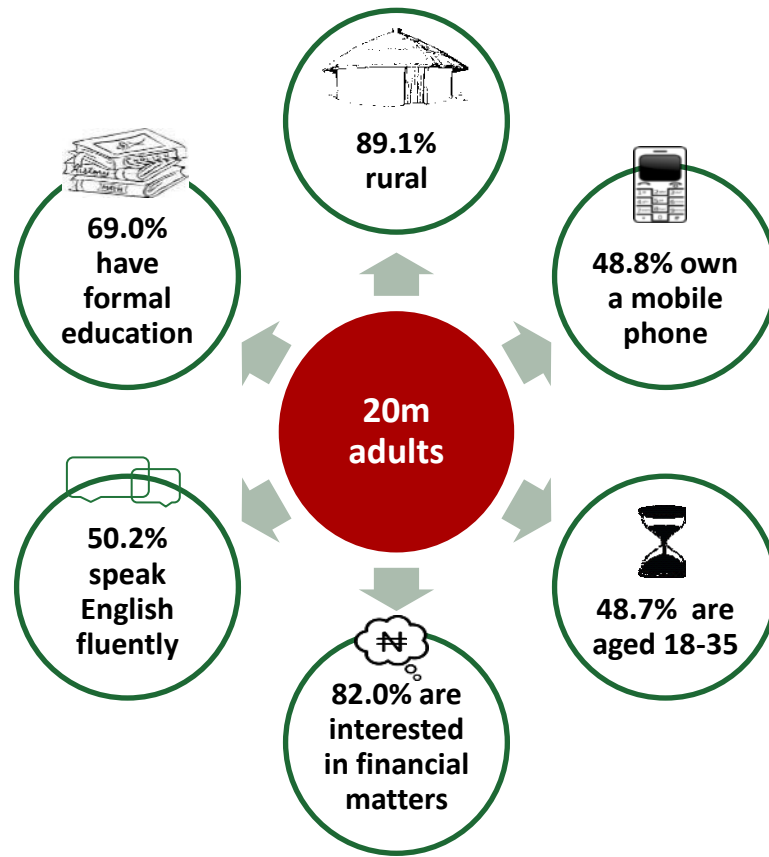 89.1%
rural
69.0%
have
formal
education
48.8% own
a mobile
phone
20m
adults
50.2%
speak
English
fluently
48.7% are
aged 18-35
₦
82.0% are
interested
in financial
matters